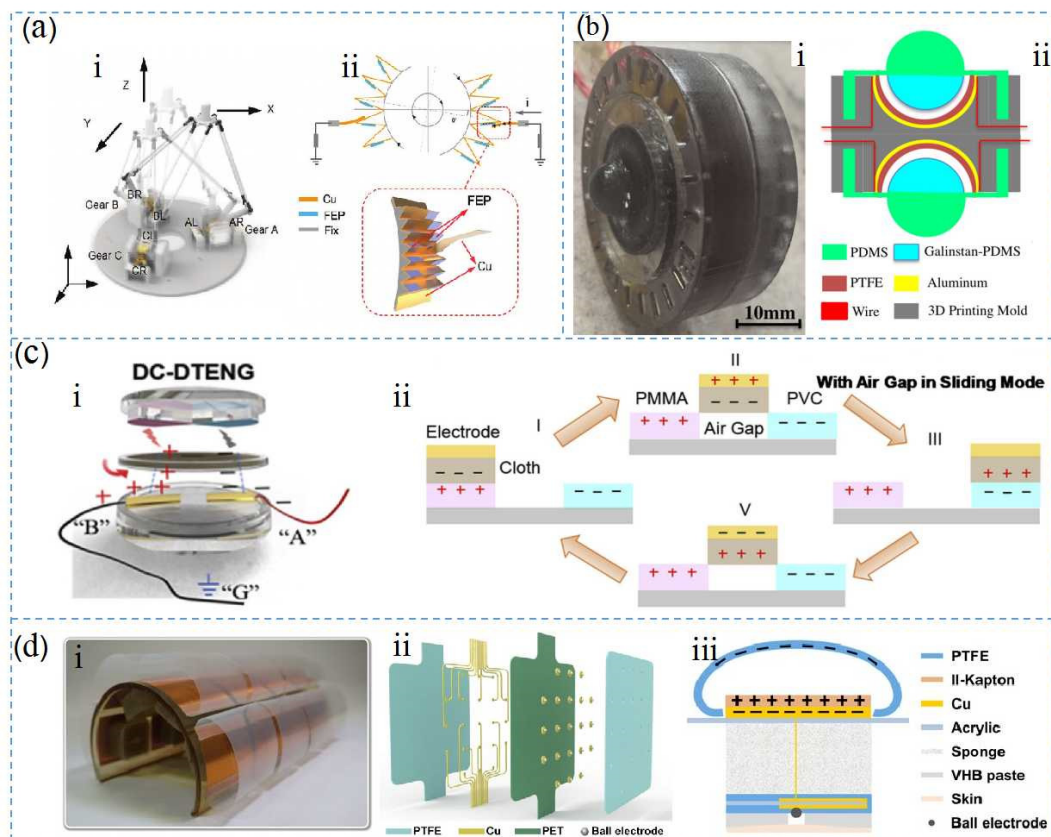 (a)
i
Z
X
Y
BR
Gear B
BL
AL
AR
Gear A
CL
Gear C
CR
ii
θ
i
Cu
FEP
Fix
FEP
Cu
(b)
i
10mm
ii
PDMS
Galinstan-PDMS
PTFE
Aluminum
Wire
3D Printing Mold
(c)
i
DC-DTENG
+
+ + + +
- - -
“B”
“A”
“G”
ii
With Air Gap in Sliding Mode
I
Electrode
Cloth
- - -
+ + +
- - -
II
+ + +
- - -
PMMA
PVC
+ + +
Air Gap
- - -
III
+ + +
+ + +
- - -
V
- - -
+ + +
+ + +
- - -
(d)
i
ii
PTFE
Cu
PET
Ball electrode
iii
+ + + + + + + +
- - - - - - - -
PTFE
II-Kapton
Cu
Acrylic
Sponge
VHB paste
Skin
Ball electrode